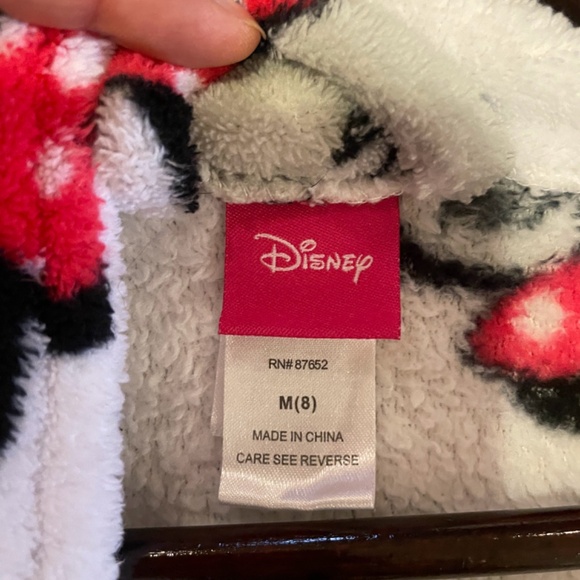 Disney
RN# 87652
M(8)
MADE IN CHINA
CARE SEE REVERSE